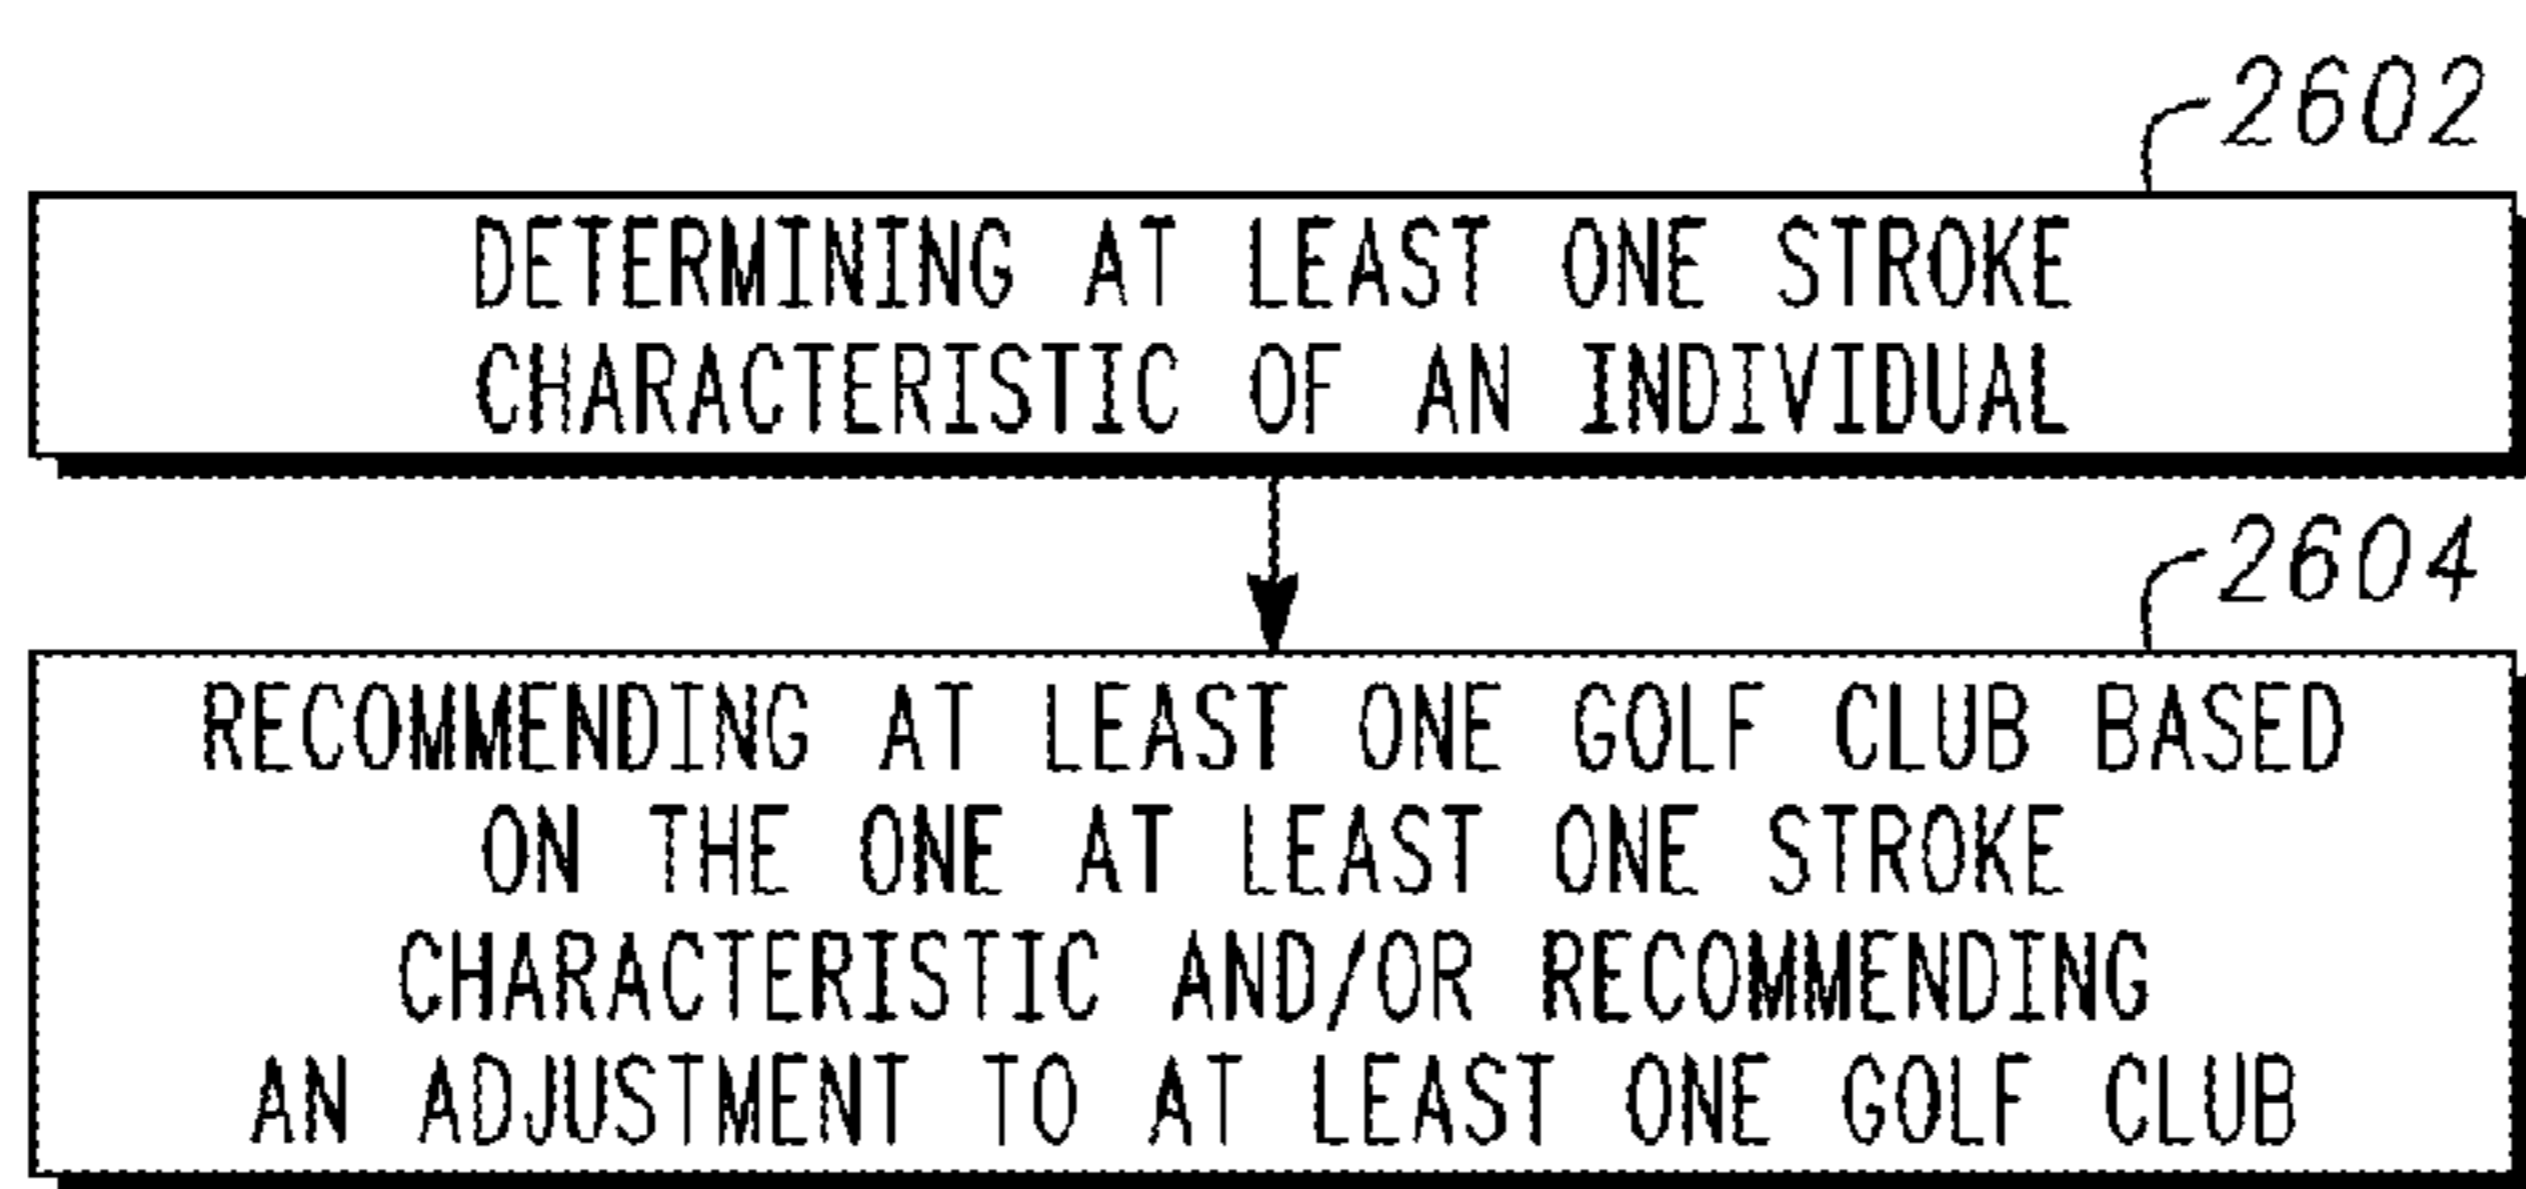 2602
DETERMINING AT LEAST ONE STROKE
CHARACTERISTIC OF AN INDIVIDUAL
2604
RECOMMENDING AT LEAST ONE GOLF CLUB BASED
ON THE ONE AT LEAST ONE STROKE
CHARACTERISTIC AND/OR RECOMMENDING
AN ADJUSTMENT TO AT LEAST ONE GOLF CLUB